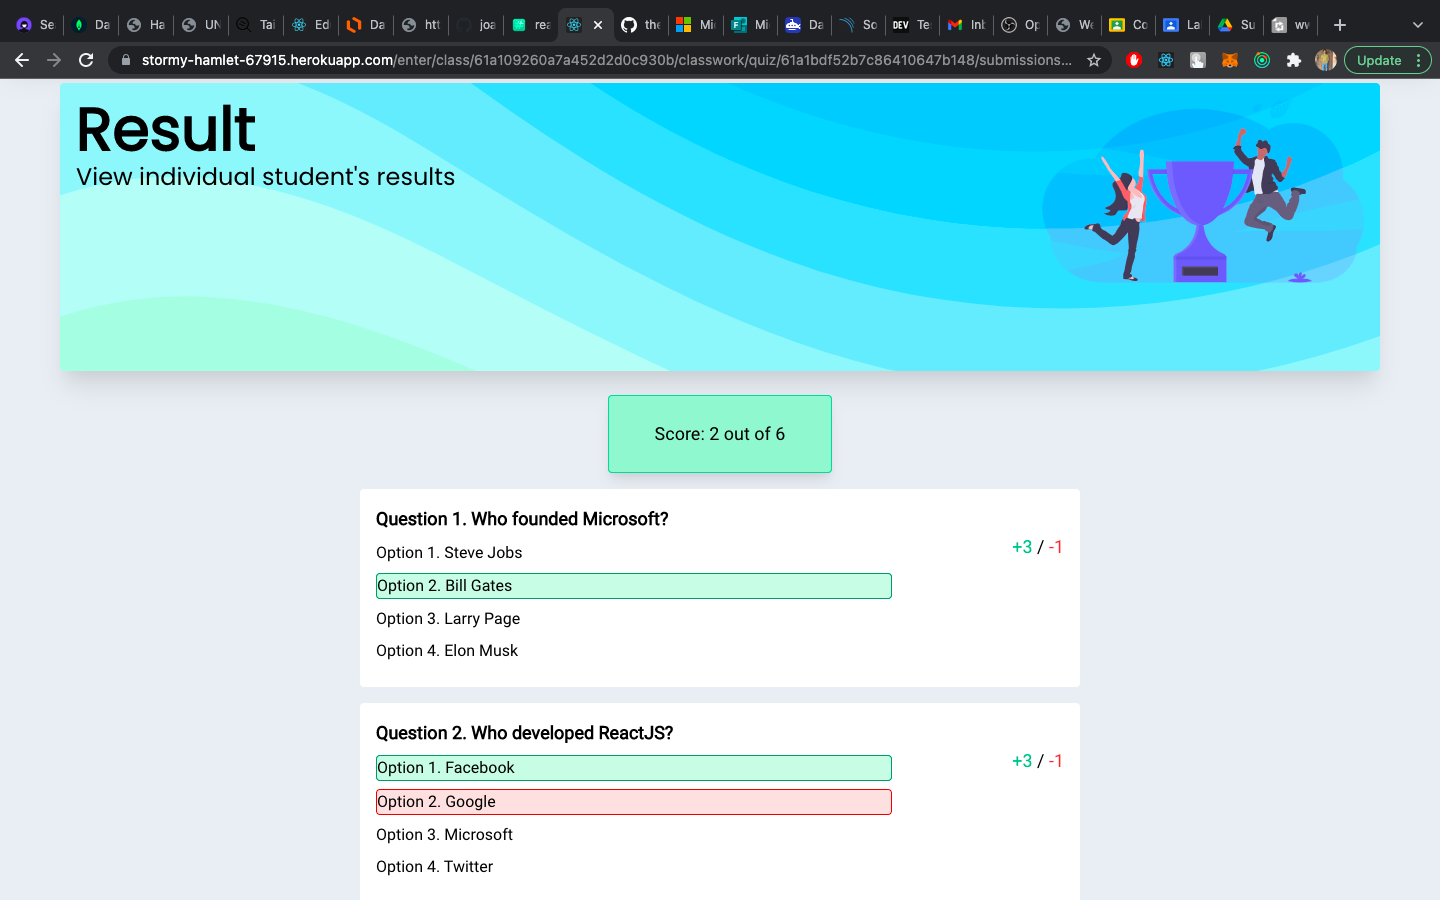 Se
Da
Ha
UN
Tai
Ed
Da
htt
joa
rea
the
Mi
Mi
Da
So
DEV
Te
Inb
Op
We
Co
Lal
Su
ww
stormy-hamlet-67915.herokuapp.com/enter/class/61a109260a7a452d2d0c930b/classwork/quiz/61a1bdf52b7c86410647b148/submissions...
Update
Result
View individual student's results
Score: 2 out of 6
Question 1. Who founded Microsoft?
+3 / -1
Option 1. Steve Jobs
Option 2. Bill Gates
Option 3. Larry Page
Option 4. Elon Musk
Question 2. Who developed ReactJS?
+3 / -1
Option 1. Facebook
Option 2. Google
Option 3. Microsoft
Option 4. Twitter